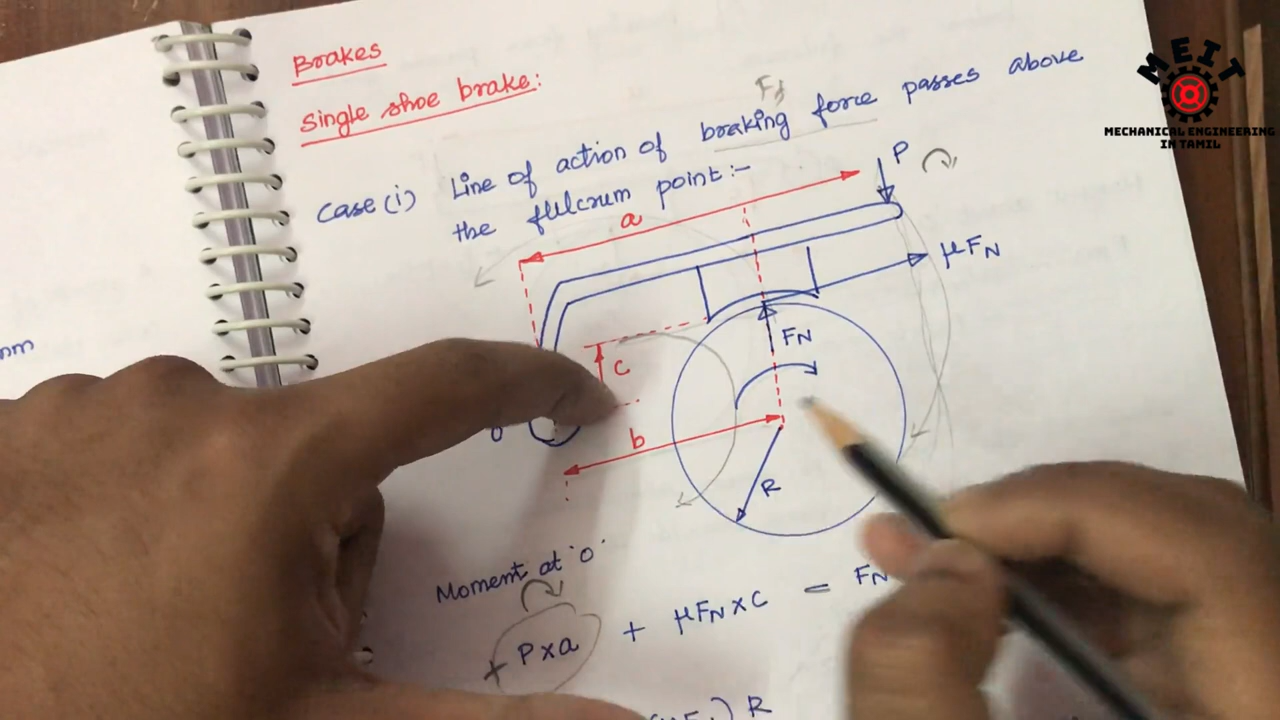 Brakes
Single shoe brake:
Ff
Case (i) Line of action of braking force passes above
the fulcrum point:-
a
P
μFN
FN
c
b
R
Moment at 'O'
+ P×a + μFN×C = FN
R
mm
MEIT
MECHANICAL ENGINEERING
IN TAMIL